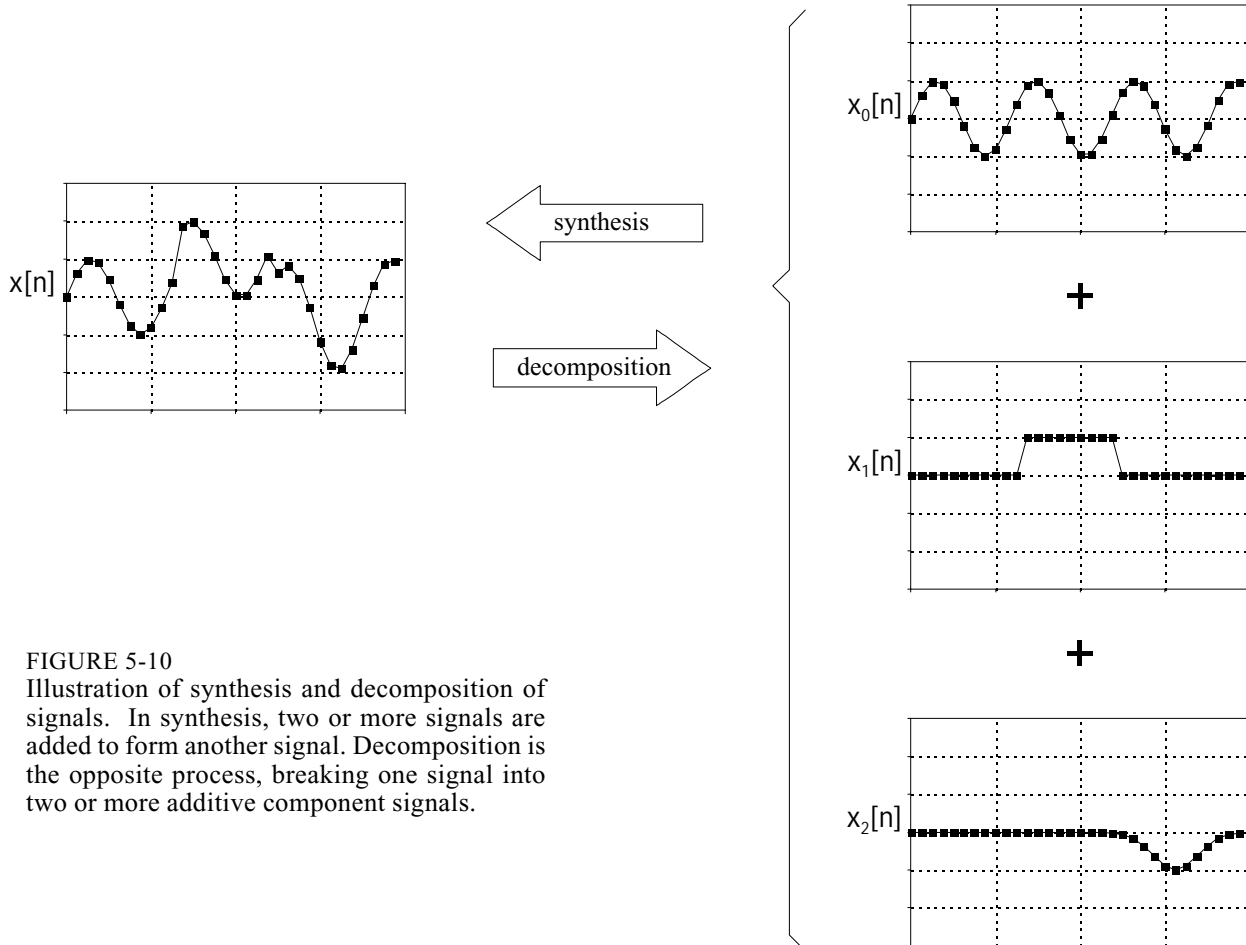 x[n]
synthesis
decomposition
x₀[n]
+
x₁[n]
+
x₂[n]
FIGURE 5-10
Illustration of synthesis and decomposition of
signals. In synthesis, two or more signals are
added to form another signal. Decomposition is
the opposite process, breaking one signal into
two or more additive component signals.